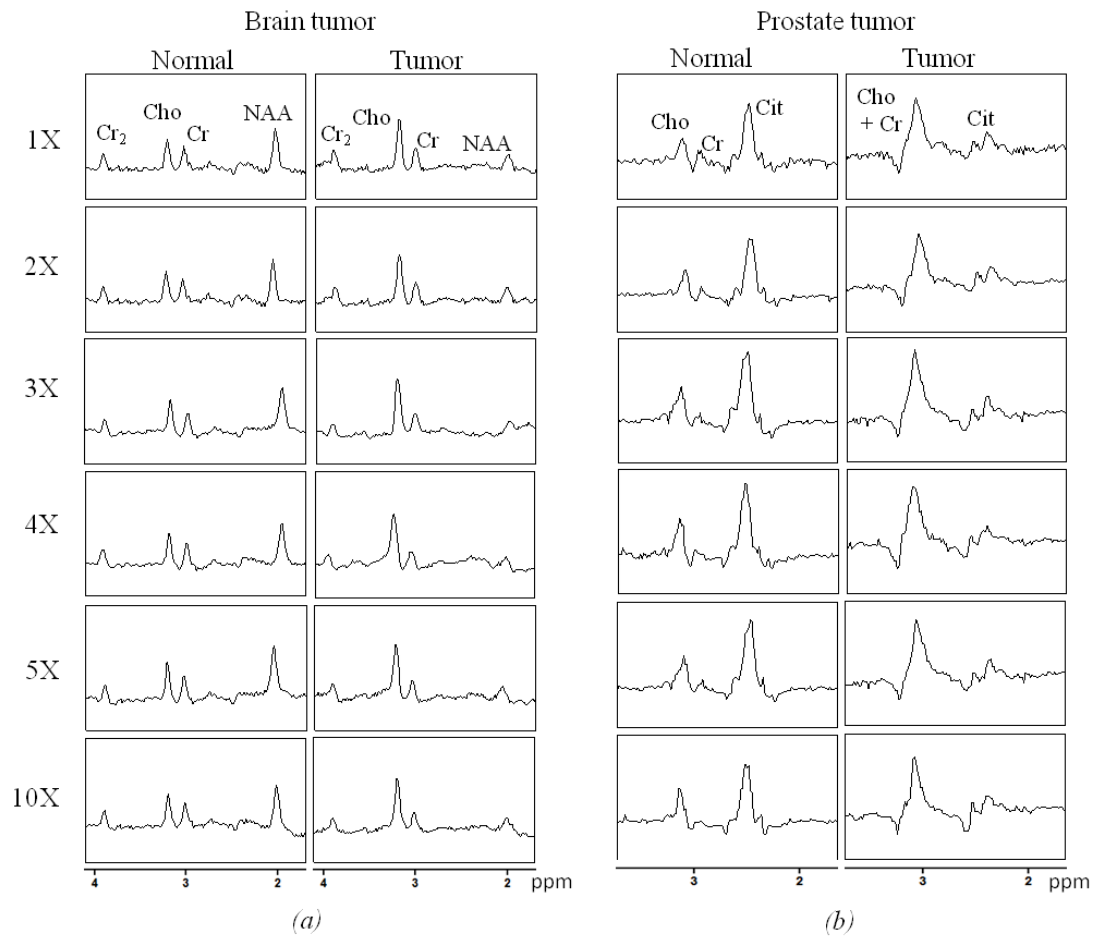 Brain tumor
Prostate tumor
Normal
Tumor
Normal
Tumor
1X
Cr₂
Cho
Cr
NAA
Cr₂
Cho
Cr
NAA
Cho
Cr
Cit
Cho
+ Cr
Cit
2X
3X
4X
5X
10X
4 3 2
4 3 2 ppm
3 2
3 2 ppm
(a)
(b)